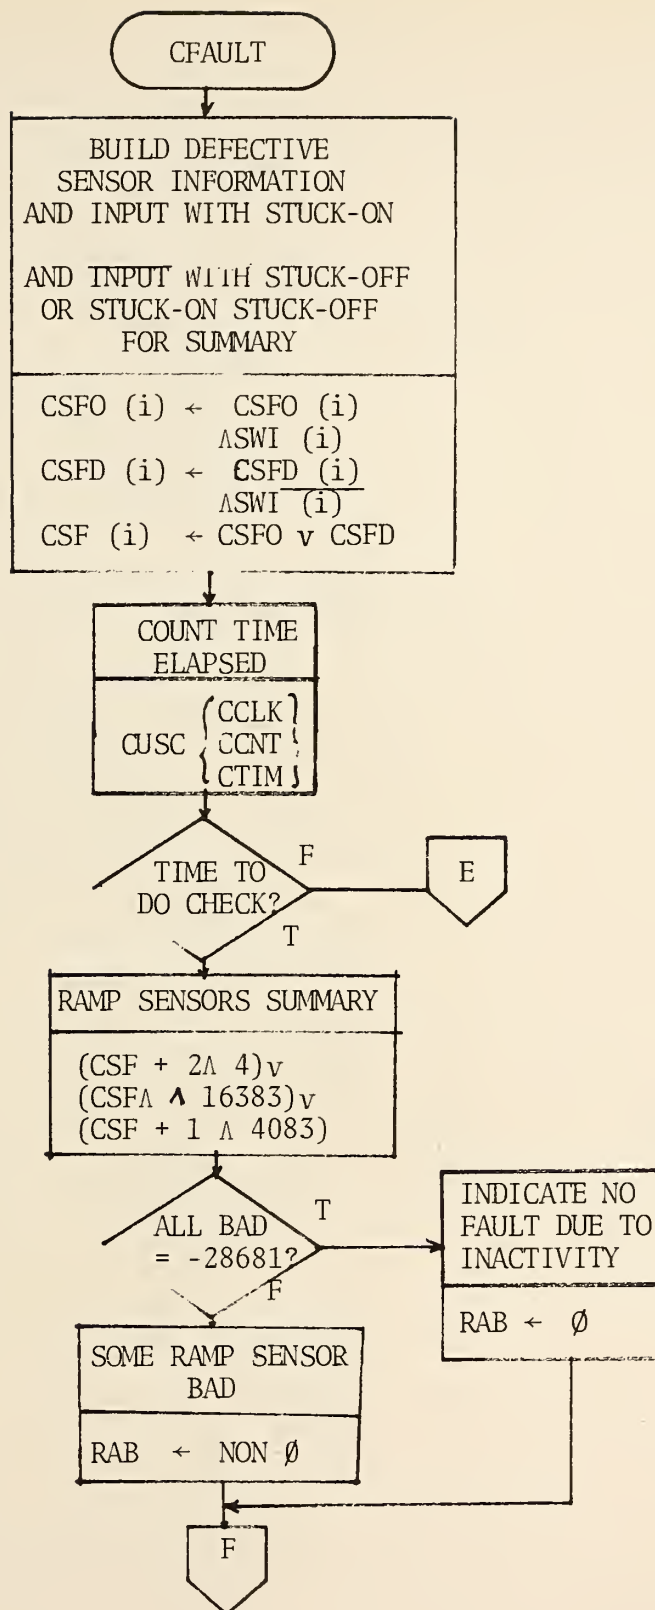 CFAULT
BUILD DEFECTIVE
SENSOR INFORMATION
AND INPUT WITH STUCK-ON
AND INPUT WITH STUCK-OFF
OR STUCK-ON STUCK-OFF
FOR SUMMARY
CSFO (i) ← CSFO (i)
ΛSWI (i)
CSFD (i) ← CSFD (i)
ΛSWI (i)
CSF (i) ← CSFO v CSFD
COUNT TIME
ELAPSED
CCLK
CUSC { CCNT }
CTIM
TIME TO
DO CHECK?
F
E
T
RAMP SENSORS SUMMARY
(CSF + 2Λ 4)v
(CSFΛ Λ 16383)v
(CSF + 1 Λ 4083)
ALL BAD
= -28681?
T
F
INDICATE NO
FAULT DUE TO
INACTIVITY
RAB ← Ø
SOME RAMP SENSOR
BAD
RAB ← NON Ø
F